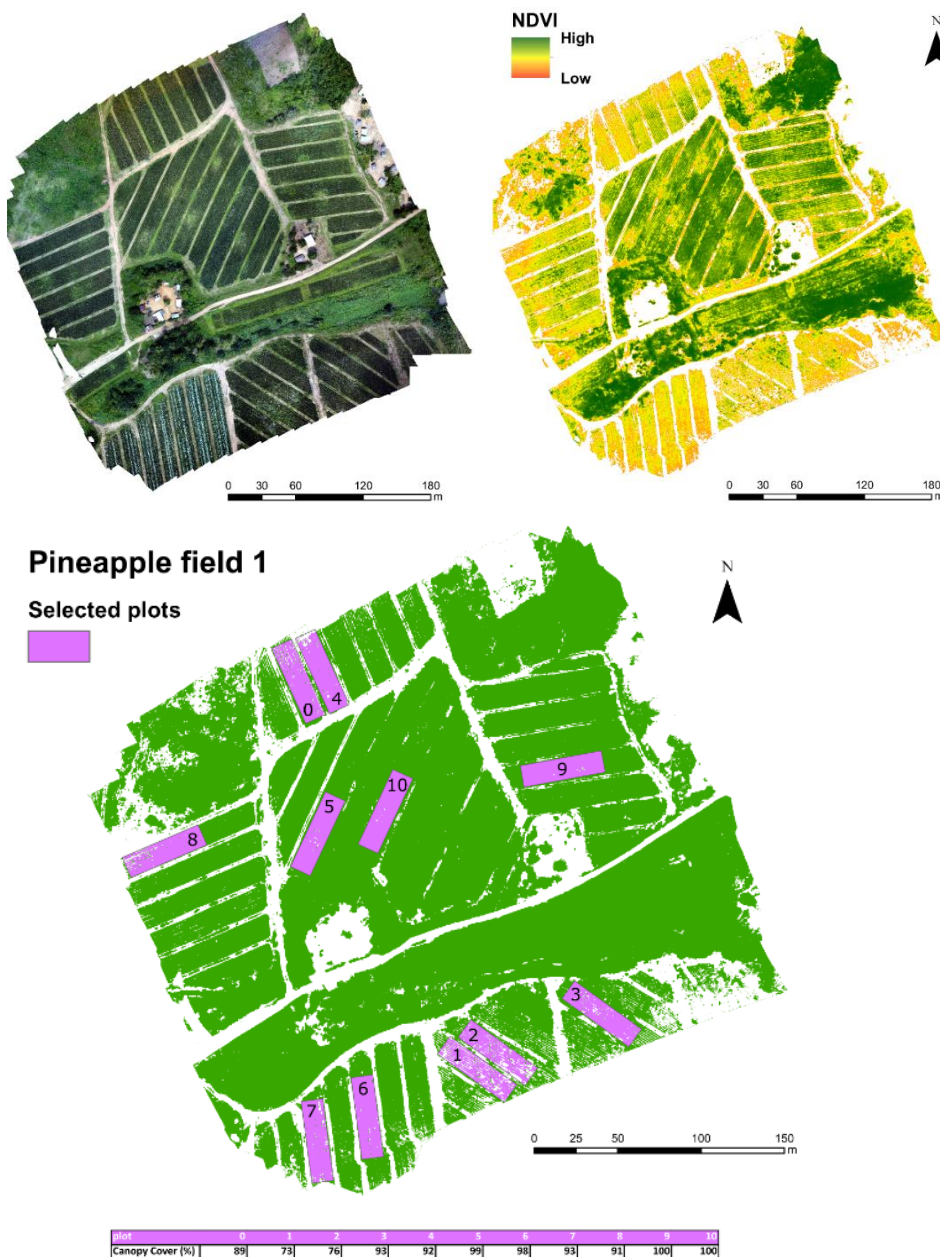 NDVI
High
Low
N
0 30 60 120 180
m
0 30 60 120 180
m
Pineapple field 1
Selected plots
N
0
4
10
9
5
8
3
2
1
6
7
0 25 50 100 150
m
plot 0 1 2 3 4 5 6 7 8 9 10
Canopy Cover (%) 89 73 76 93 92 99 98 93 91 100 100